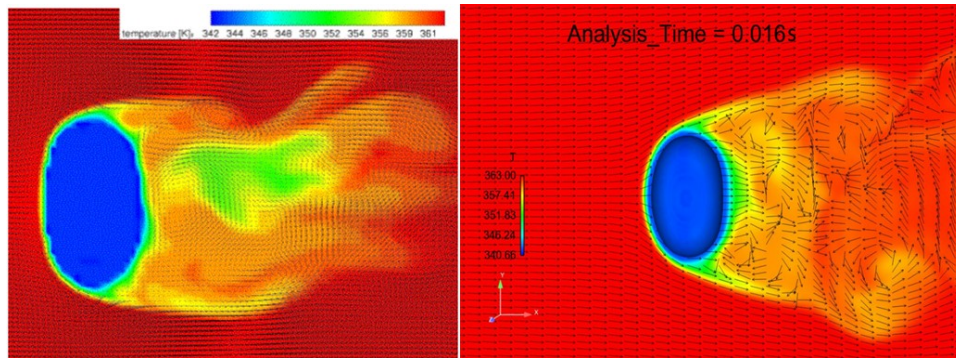 temperature [K]. 342 344 346 348 350 352 354 356 359 361
Analysis_Time = 0.016s
T
363.00
357.41
351.83
346.24
340.66
Y
Z
X